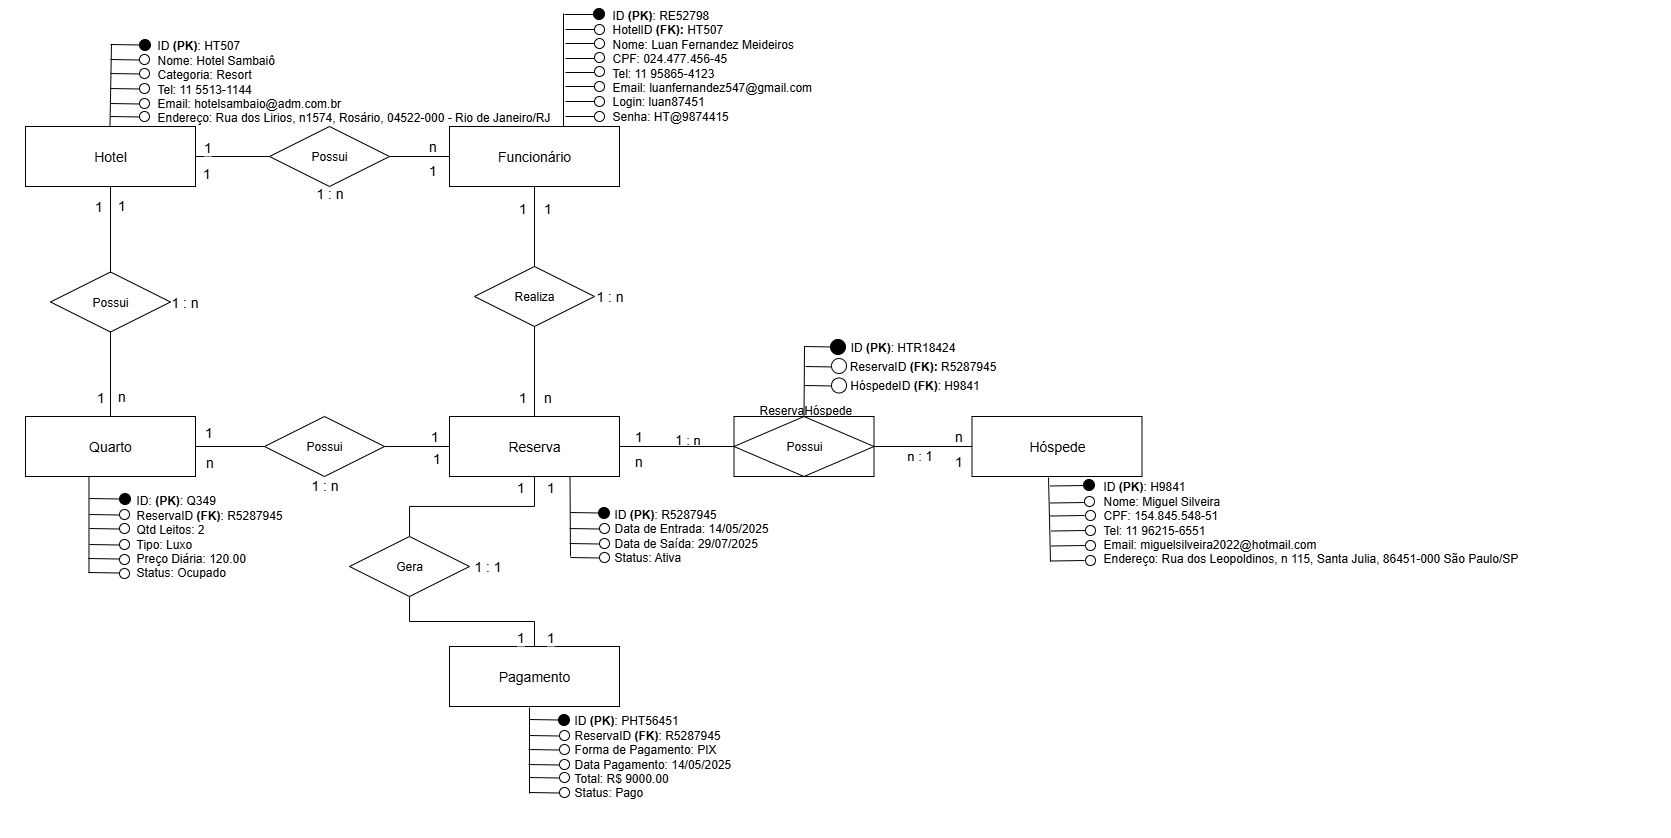 ID (PK): HT507
Nome: Hotel Sambaiô
Categoria: Resort
Tel: 11 5513-1144
Email: hotelsambaio@adm.com.br
Endereço: Rua dos Lirios, n1574, Rosário, 04522-000 - Rio de Janeiro/RJ
ID (PK): RE52798
HotelID (FK): HT507
Nome: Luan Fernandez Meideiros
CPF: 024.477.456-45
Tel: 11 95865-4123
Email: luanfernandez547@gmail.com
Login: luan87451
Senha: HT@9874415
Hotel
1
1
Possui
1 : n
n
1
Funcionário
1 1
Possui
1 : n
1 n
1 1
Realiza
1 : n
1 n
ID (PK): HTR18424
ReservaID (FK): R5287945
HóspedeID (FK): H9841
ReservaHóspede
Quarto
1
n
Possui
1 : n
1
1
Reserva
1
n
1 : n
Possui
n : 1
n
1
Hóspede
ID: (PK): Q349
ReservaID (FK): R5287945
Qtd Leitos: 2
Tipo: Luxo
Preço Diária: 120.00
Status: Ocupado
1 1
ID (PK): R5287945
Data de Entrada: 14/05/2025
Data de Saída: 29/07/2025
Status: Ativa
ID (PK): H9841
Nome: Miguel Silveira
CPF: 154.845.548-51
Tel: 11 96215-6551
Email: miguelsilveira2022@hotmail.com
Endereço: Rua dos Leopoldinos, n 115, Santa Julia, 86451-000 São Paulo/SP
Gera
1 : 1
1 1
Pagamento
ID (PK): PHT56451
ReservaID (FK): R5287945
Forma de Pagamento: PIX
Data Pagamento: 14/05/2025
Total: R$ 9000.00
Status: Pago